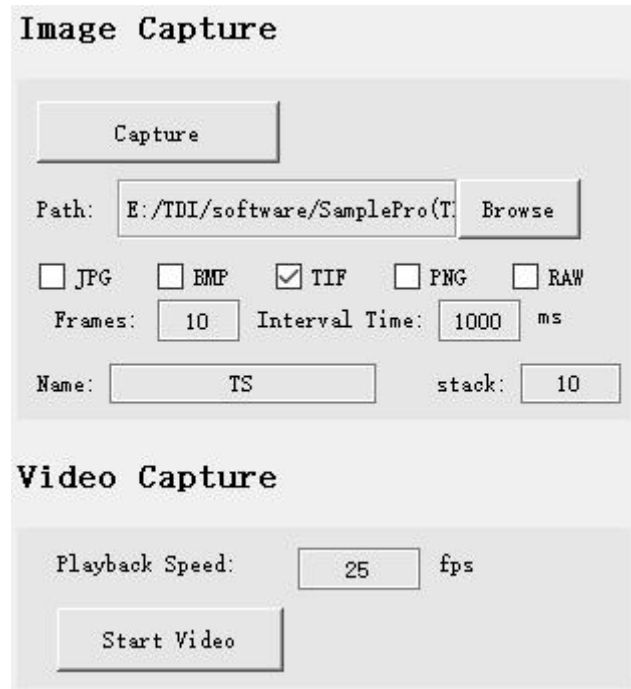 Image Capture
Capture
Path: E:/TDI/software/SamplePro(T Browse
JPG BMP TIF PNG RAW
Frames: 10 Interval Time: 1000 ms
Name: TS stack: 10
Video Capture
Playback Speed: 25 fps
Start Video